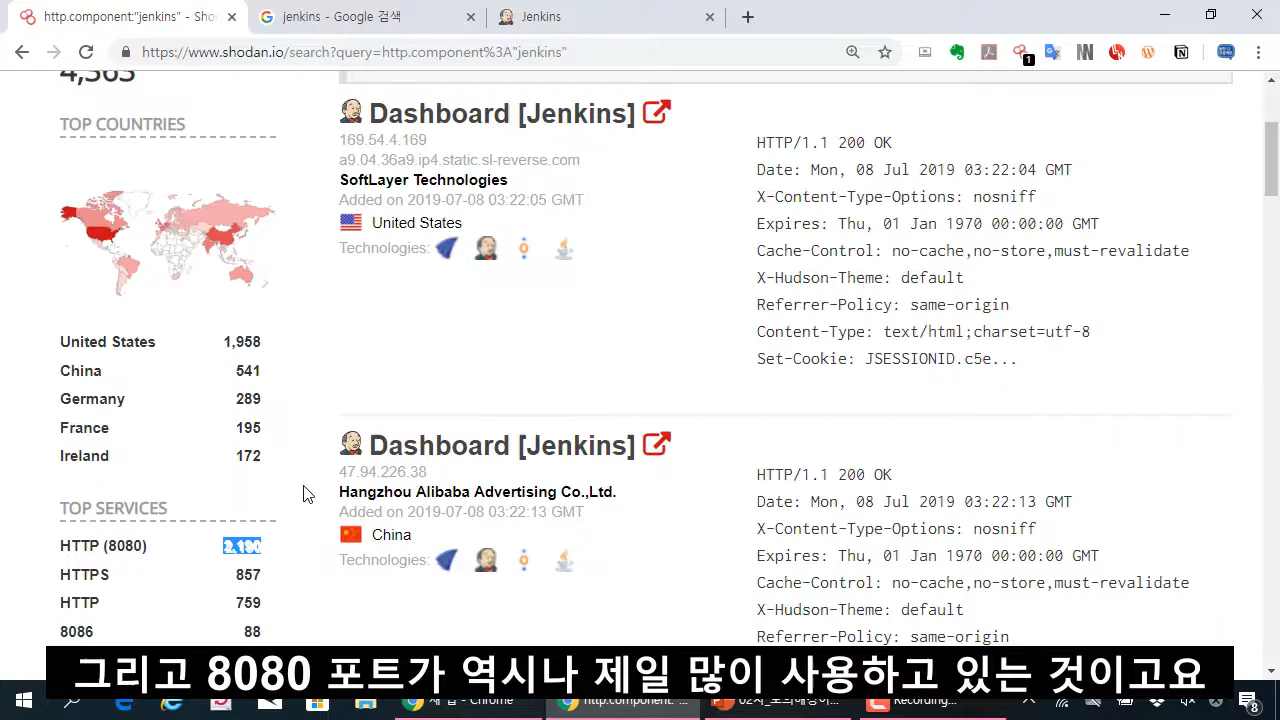 http.component:"jenkins" - Sho
jenkins - Google 검색
Jenkins
https://www.shodan.io/search?query=http.component%3A"jenkins"
1
TOP COUNTRIES
United States 1,958
China 541
Germany 289
France 195
Ireland 172
TOP SERVICES
HTTP (8080) 2,190
HTTPS 857
HTTP 759
8086 88
Dashboard [Jenkins]
169.54.4.169
a9.04.36a9.ip4.static.sl-reverse.com
SoftLayer Technologies
Added on 2019-07-08 03:22:05 GMT
United States
Technologies:
HTTP/1.1 200 OK
Date: Mon, 08 Jul 2019 03:22:04 GMT
X-Content-Type-Options: nosniff
Expires: Thu, 01 Jan 1970 00:00:00 GMT
Cache-Control: no-cache,no-store,must-revalidate
X-Hudson-Theme: default
Referrer-Policy: same-origin
Content-Type: text/html;charset=utf-8
Set-Cookie: JSESSIONID.c5e...
Dashboard [Jenkins]
47.94.226.38
Hangzhou Alibaba Advertising Co.,Ltd.
Added on 2019-07-08 03:22:13 GMT
China
Technologies:
HTTP/1.1 200 OK
Date: Mon, 08 Jul 2019 03:22:13 GMT
X-Content-Type-Options: nosniff
Expires: Thu, 01 Jan 1970 00:00:00 GMT
Cache-Control: no-cache,no-store,must-revalidate
X-Hudson-Theme: default
Referrer-Policy: same-origin
그리고 8080 포트가 역시나 제일 많이 사용하고 있는 것이고요